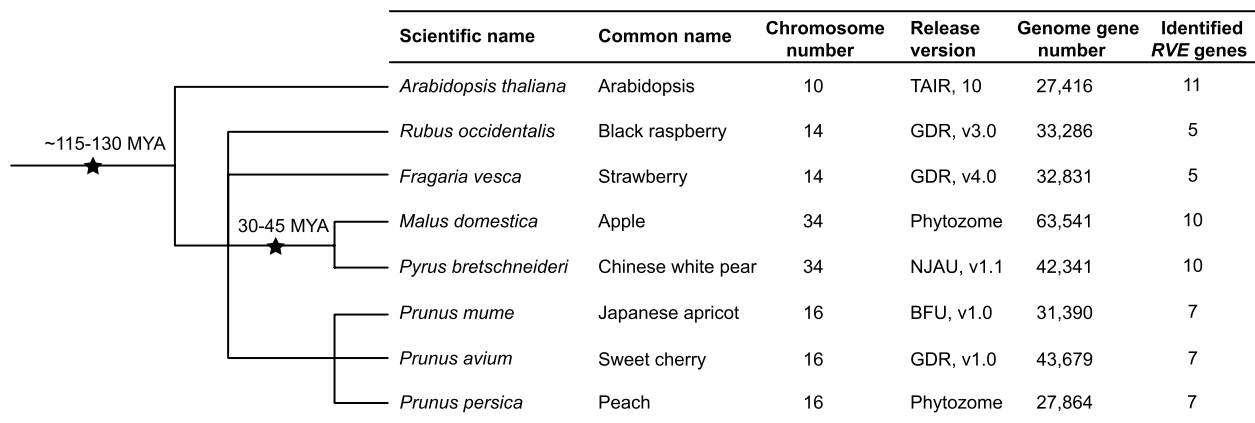 Scientific name Common name Chromosome number Release version Genome gene number Identified RVE genes
Arabidopsis thaliana Arabidopsis 10 TAIR, 10 27,416 11
~115-130 MYA
Rubus occidentalis Black raspberry 14 GDR, v3.0 33,286 5
Fragaria vesca Strawberry 14 GDR, v4.0 32,831 5
Malus domestica Apple 34 Phytozome 63,541 10
30-45 MYA
Pyrus bretschneideri Chinese white pear 34 NJAU, v1.1 42,341 10
Prunus mume Japanese apricot 16 BFU, v1.0 31,390 7
Prunus avium Sweet cherry 16 GDR, v1.0 43,679 7
Prunus persica Peach 16 Phytozome 27,864 7